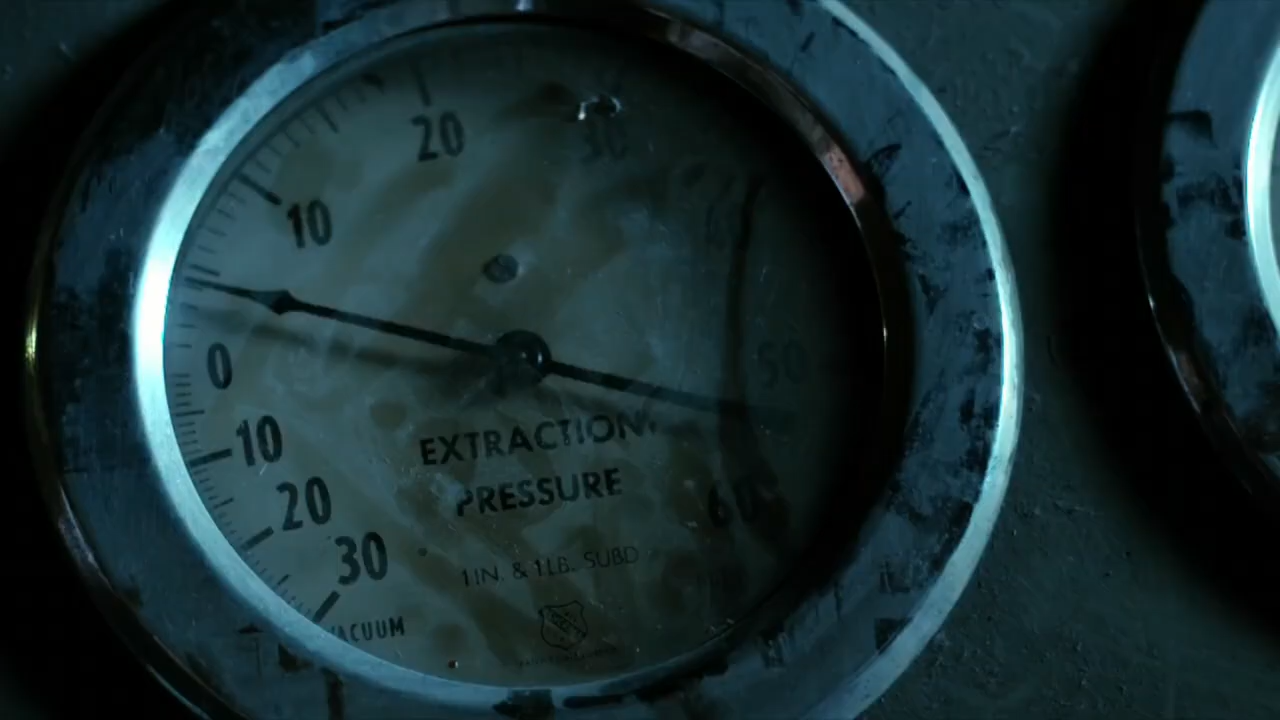 20
30
10
50
0
10
20
30
60
EXTRACTION
PRESSURE
1 IN. & 1 LB. SUBD
VACUUM